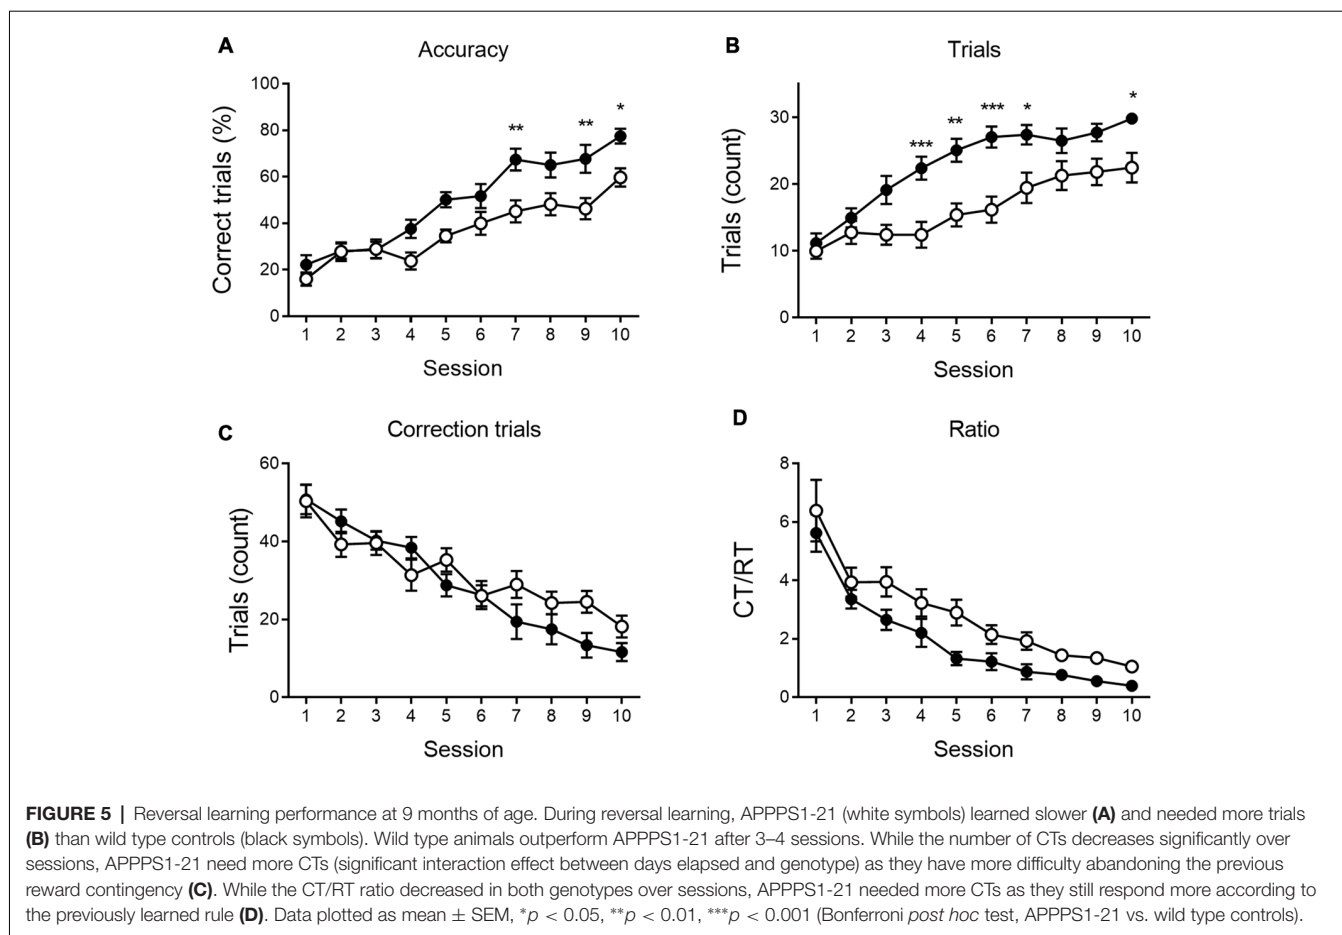 A
Accuracy
Correct trials (%)
100
80
60
40
20
0
**
**
*
1 2 3 4 5 6 7 8 9 10
Session
B
Trials
Trials (count)
30
20
10
0
***
**
***
*
*
1 2 3 4 5 6 7 8 9 10
Session
C
Correction trials
Trials (count)
60
40
20
0
1 2 3 4 5 6 7 8 9 10
Session
D
Ratio
CT/RT
8
6
4
2
0
1 2 3 4 5 6 7 8 9 10
Session
FIGURE 5 | Reversal learning performance at 9 months of age. During reversal learning, APPPS1-21 (white symbols) learned slower (A) and needed more trials
(B) than wild type controls (black symbols). Wild type animals outperform APPPS1-21 after 3–4 sessions. While the number of CTs decreases significantly over
sessions, APPPS1-21 need more CTs (significant interaction effect between days elapsed and genotype) as they have more difficulty abandoning the previous
reward contingency (C). While the CT/RT ratio decreased in both genotypes over sessions, APPPS1-21 needed more CTs as they still respond more according to
the previously learned rule (D). Data plotted as mean ± SEM, *p < 0.05, **p < 0.01, ***p < 0.001 (Bonferroni post hoc test, APPPS1-21 vs. wild type controls).